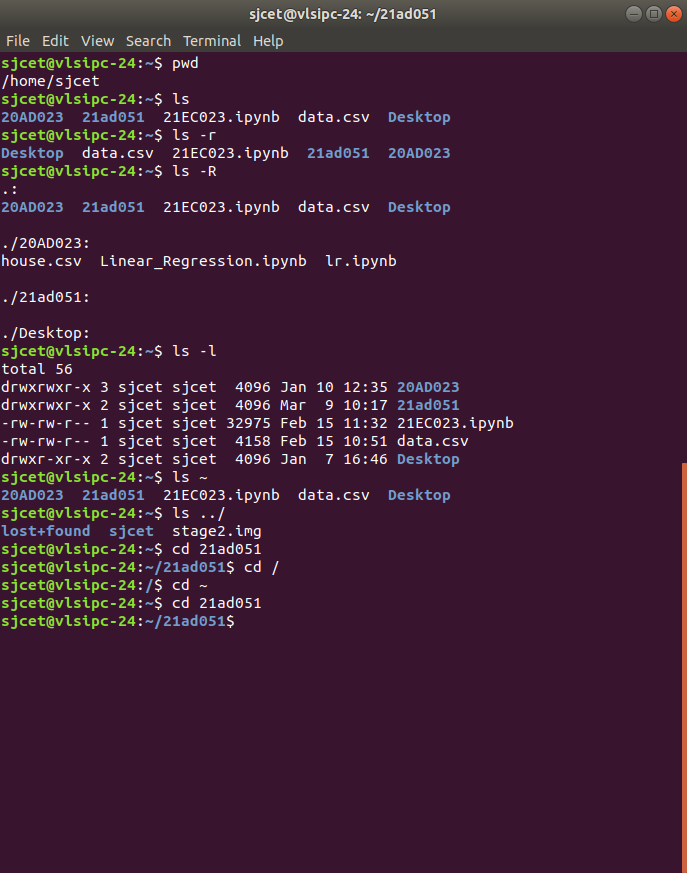 sjcet@vlsipc-24: ~/21ad051
File Edit View Search Terminal Help
sjcet@vlsipc-24:~$ pwd
/home/sjcet
sjcet@vlsipc-24:~$ ls
20AD023  21ad051  21EC023.ipynb  data.csv  Desktop
sjcet@vlsipc-24:~$ ls -r
Desktop  data.csv  21EC023.ipynb  21ad051  20AD023
sjcet@vlsipc-24:~$ ls -R
.:
20AD023  21ad051  21EC023.ipynb  data.csv  Desktop

./20AD023:
house.csv  Linear_Regression.ipynb  lr.ipynb

./21ad051:

./Desktop:
sjcet@vlsipc-24:~$ ls -l
total 56
drwxrwxr-x 3 sjcet sjcet  4096 Jan 10 12:35 20AD023
drwxrwxr-x 2 sjcet sjcet  4096 Mar  9 10:17 21ad051
-rw-rw-r-- 1 sjcet sjcet 32975 Feb 15 11:32 21EC023.ipynb
-rw-rw-r-- 1 sjcet sjcet  4158 Feb 15 10:51 data.csv
drwxr-xr-x 2 sjcet sjcet  4096 Jan  7 16:46 Desktop
sjcet@vlsipc-24:~$ ls ~
20AD023  21ad051  21EC023.ipynb  data.csv  Desktop
sjcet@vlsipc-24:~$ ls ../
lost+found  sjcet  stage2.img
sjcet@vlsipc-24:~$ cd 21ad051
sjcet@vlsipc-24:~/21ad051$ cd /
sjcet@vlsipc-24:/$ cd ~
sjcet@vlsipc-24:~$ cd 21ad051
sjcet@vlsipc-24:~/21ad051$